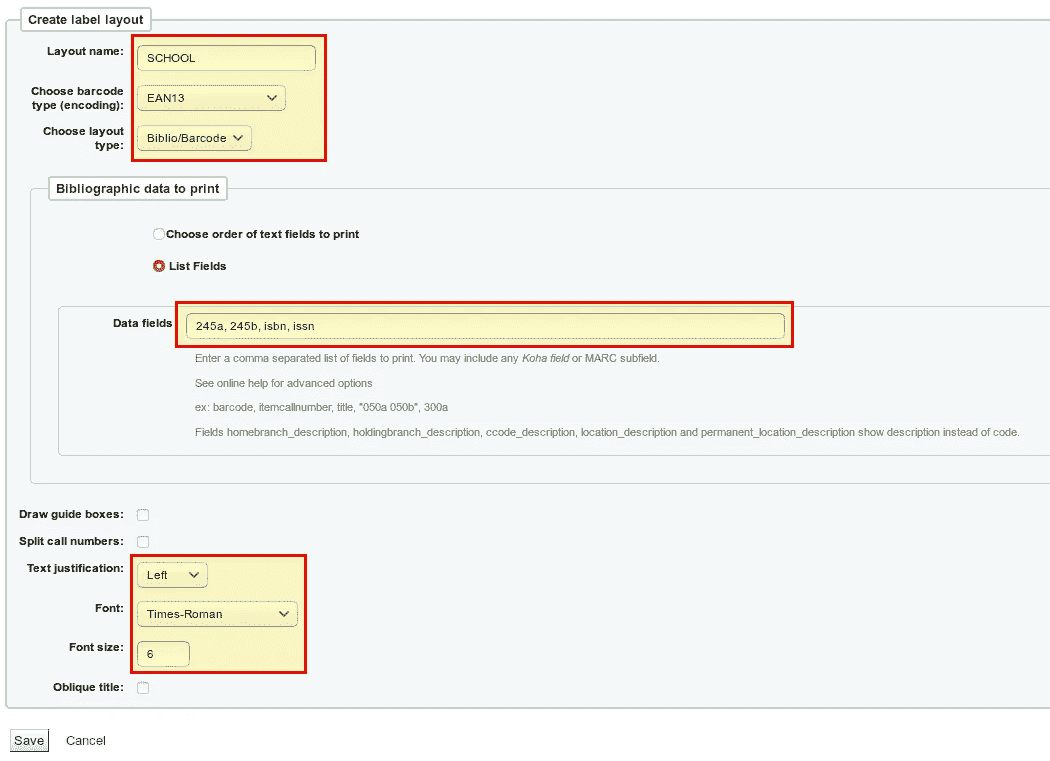 Create label layout
Layout name:
SCHOOL
Choose barcode
type (encoding):
EAN13
Choose layout
type:
Biblio/Barcode
Bibliographic data to print
Choose order of text fields to print
List Fields
Data fields
245a, 245b, isbn, issn
Enter a comma separated list of fields to print. You may include any Koha field or MARC subfield.
See online help for advanced options
ex: barcode, itemcallnumber, title, "050a 050b", 300a
Fields homebranch_description, holdingbranch_description, ccode_description, location_description and permanent_location_description show description instead of code.
Draw guide boxes:
Split call numbers:
Text justification:
Left
Font:
Times-Roman
Font size:
6
Oblique title:
Save Cancel